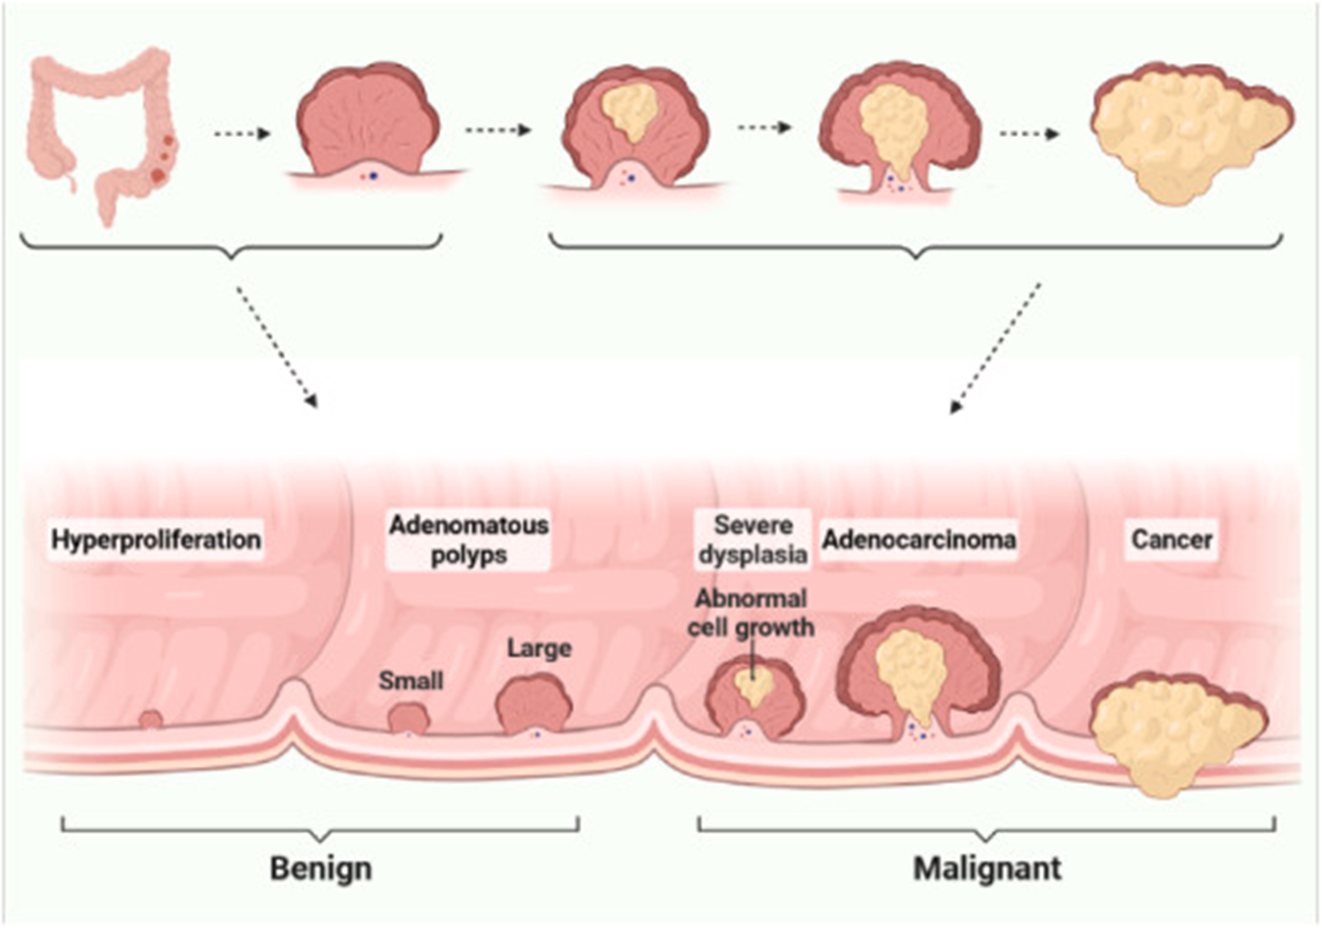 Hyperproliferation
Adenomatous
polyps
Severe
dysplasia
Adenocarcinoma
Cancer
Abnormal
cell growth
Large
Small
Benign
Malignant